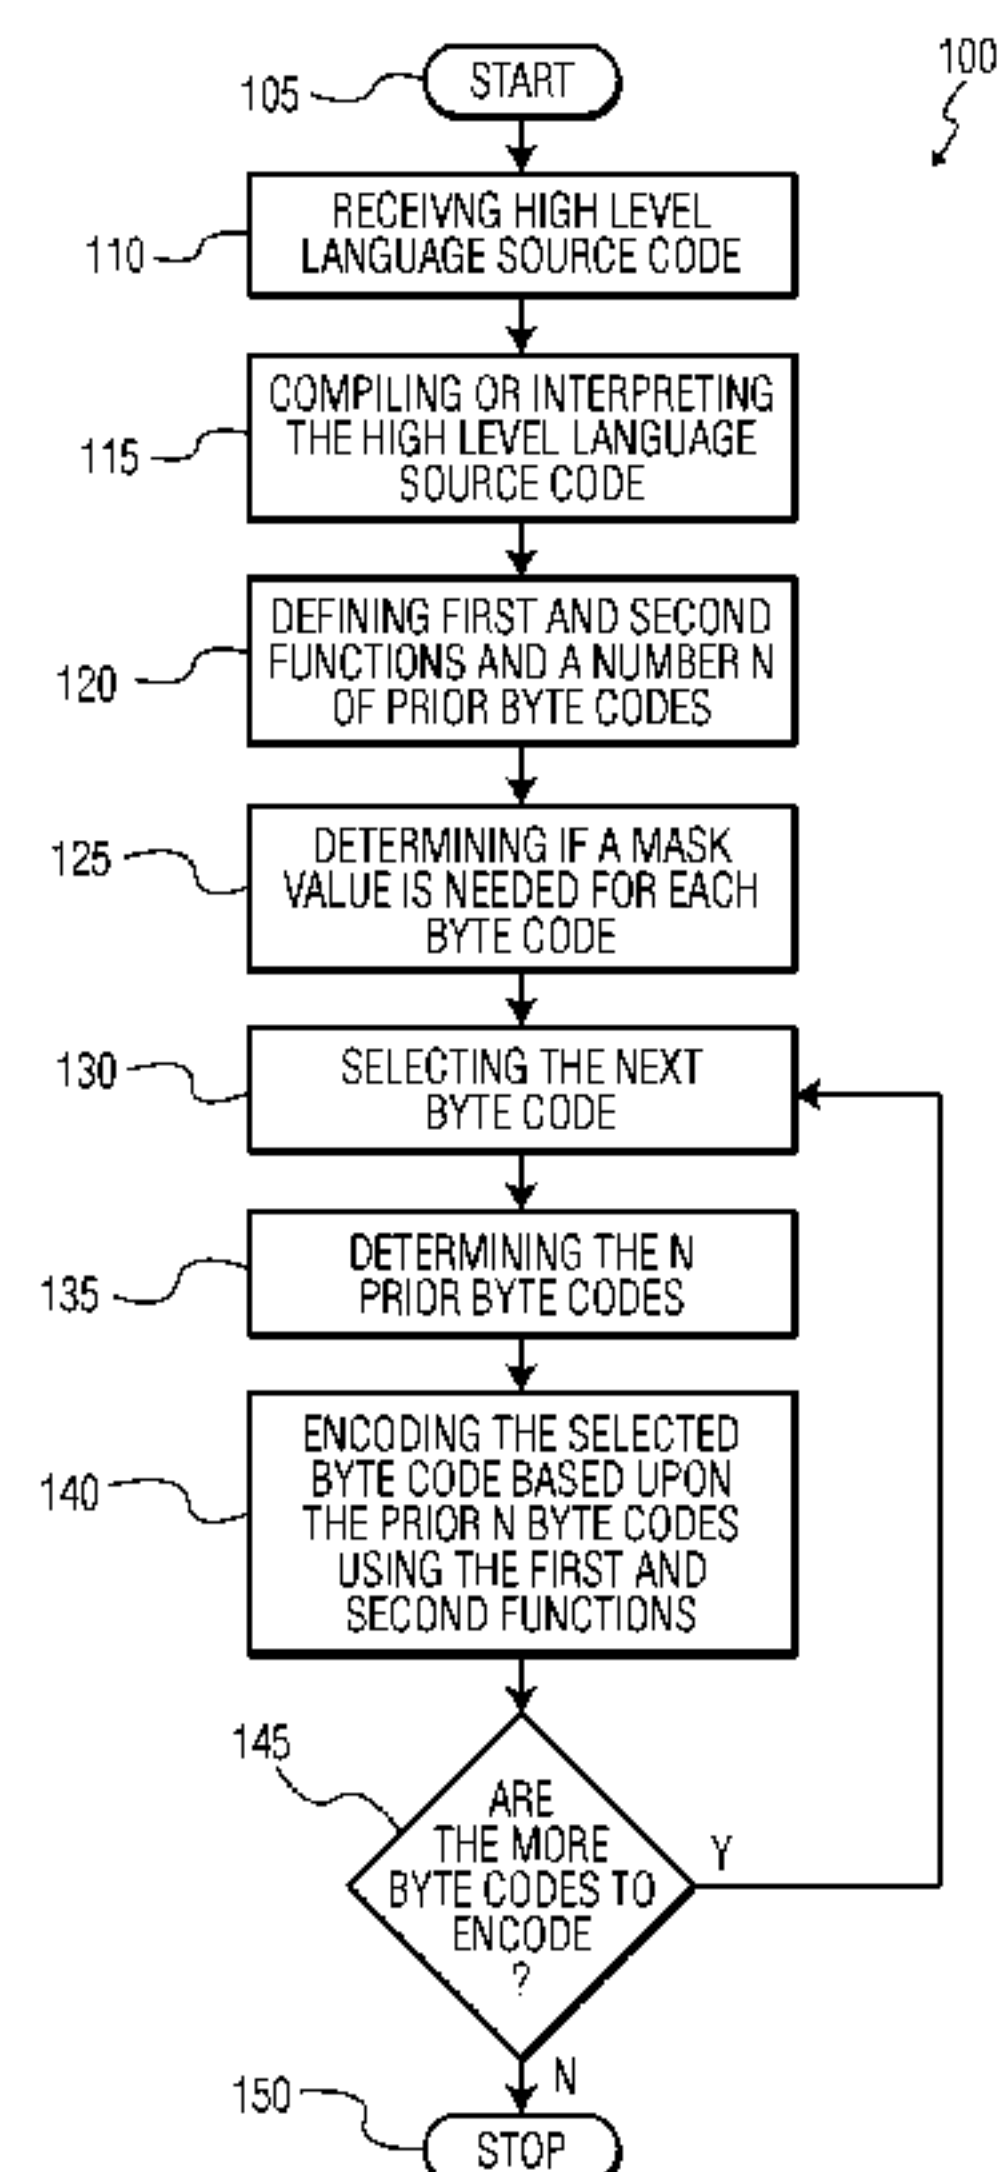 100
105
START
110
RECEIVNG HIGH LEVEL
LANGUAGE SOURCE CODE
115
COMPILING OR INTERPRETING
THE HIGH LEVEL LANGUAGE
SOURCE CODE
120
DEFINING FIRST AND SECOND
FUNCTIONS AND A NUMBER N
OF PRIOR BYTE CODES
125
DETERMINING IF A MASK
VALUE IS NEEDED FOR EACH
BYTE CODE
130
SELECTING THE NEXT
BYTE CODE
135
DETERMINING THE N
PRIOR BYTE CODES
140
ENCODING THE SELECTED
BYTE CODE BASED UPON
THE PRIOR N BYTE CODES
USING THE FIRST AND
SECOND FUNCTIONS
145
ARE
THE MORE
BYTE CODES TO
ENCODE
?
Y
N
150
STOP